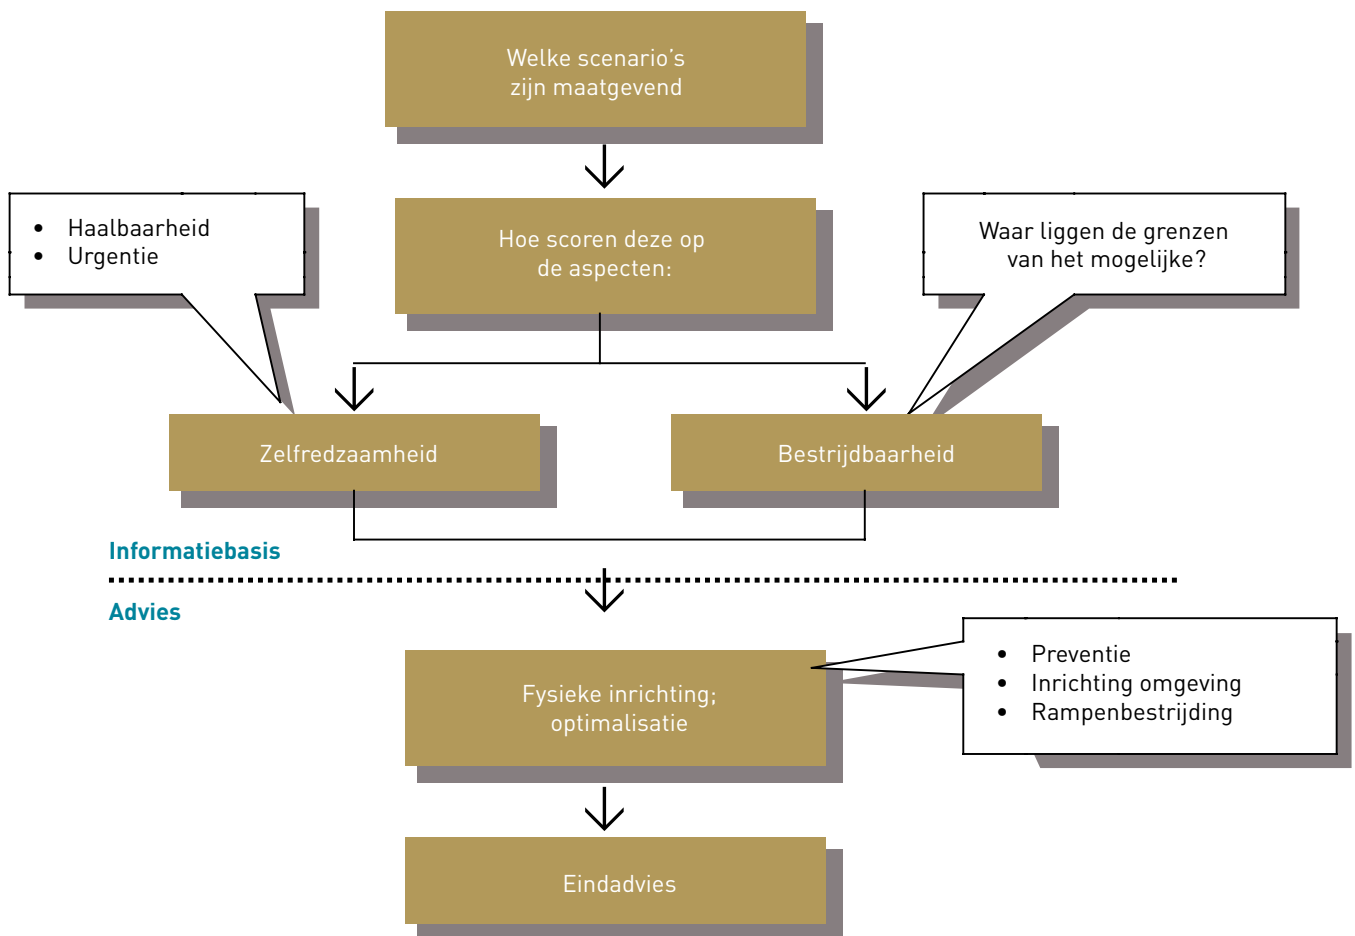 Welke scenario's
zijn maatgevend
• Haalbaarheid
• Urgentie
Hoe scoren deze op
de aspecten:
Waar liggen de grenzen
van het mogelijke?
Zelfredzaamheid
Bestrijdbaarheid
Informatiebasis
Advies
Fysieke inrichting;
optimalisatie
• Preventie
• Inrichting omgeving
• Rampenbestrijding
Eindadvies